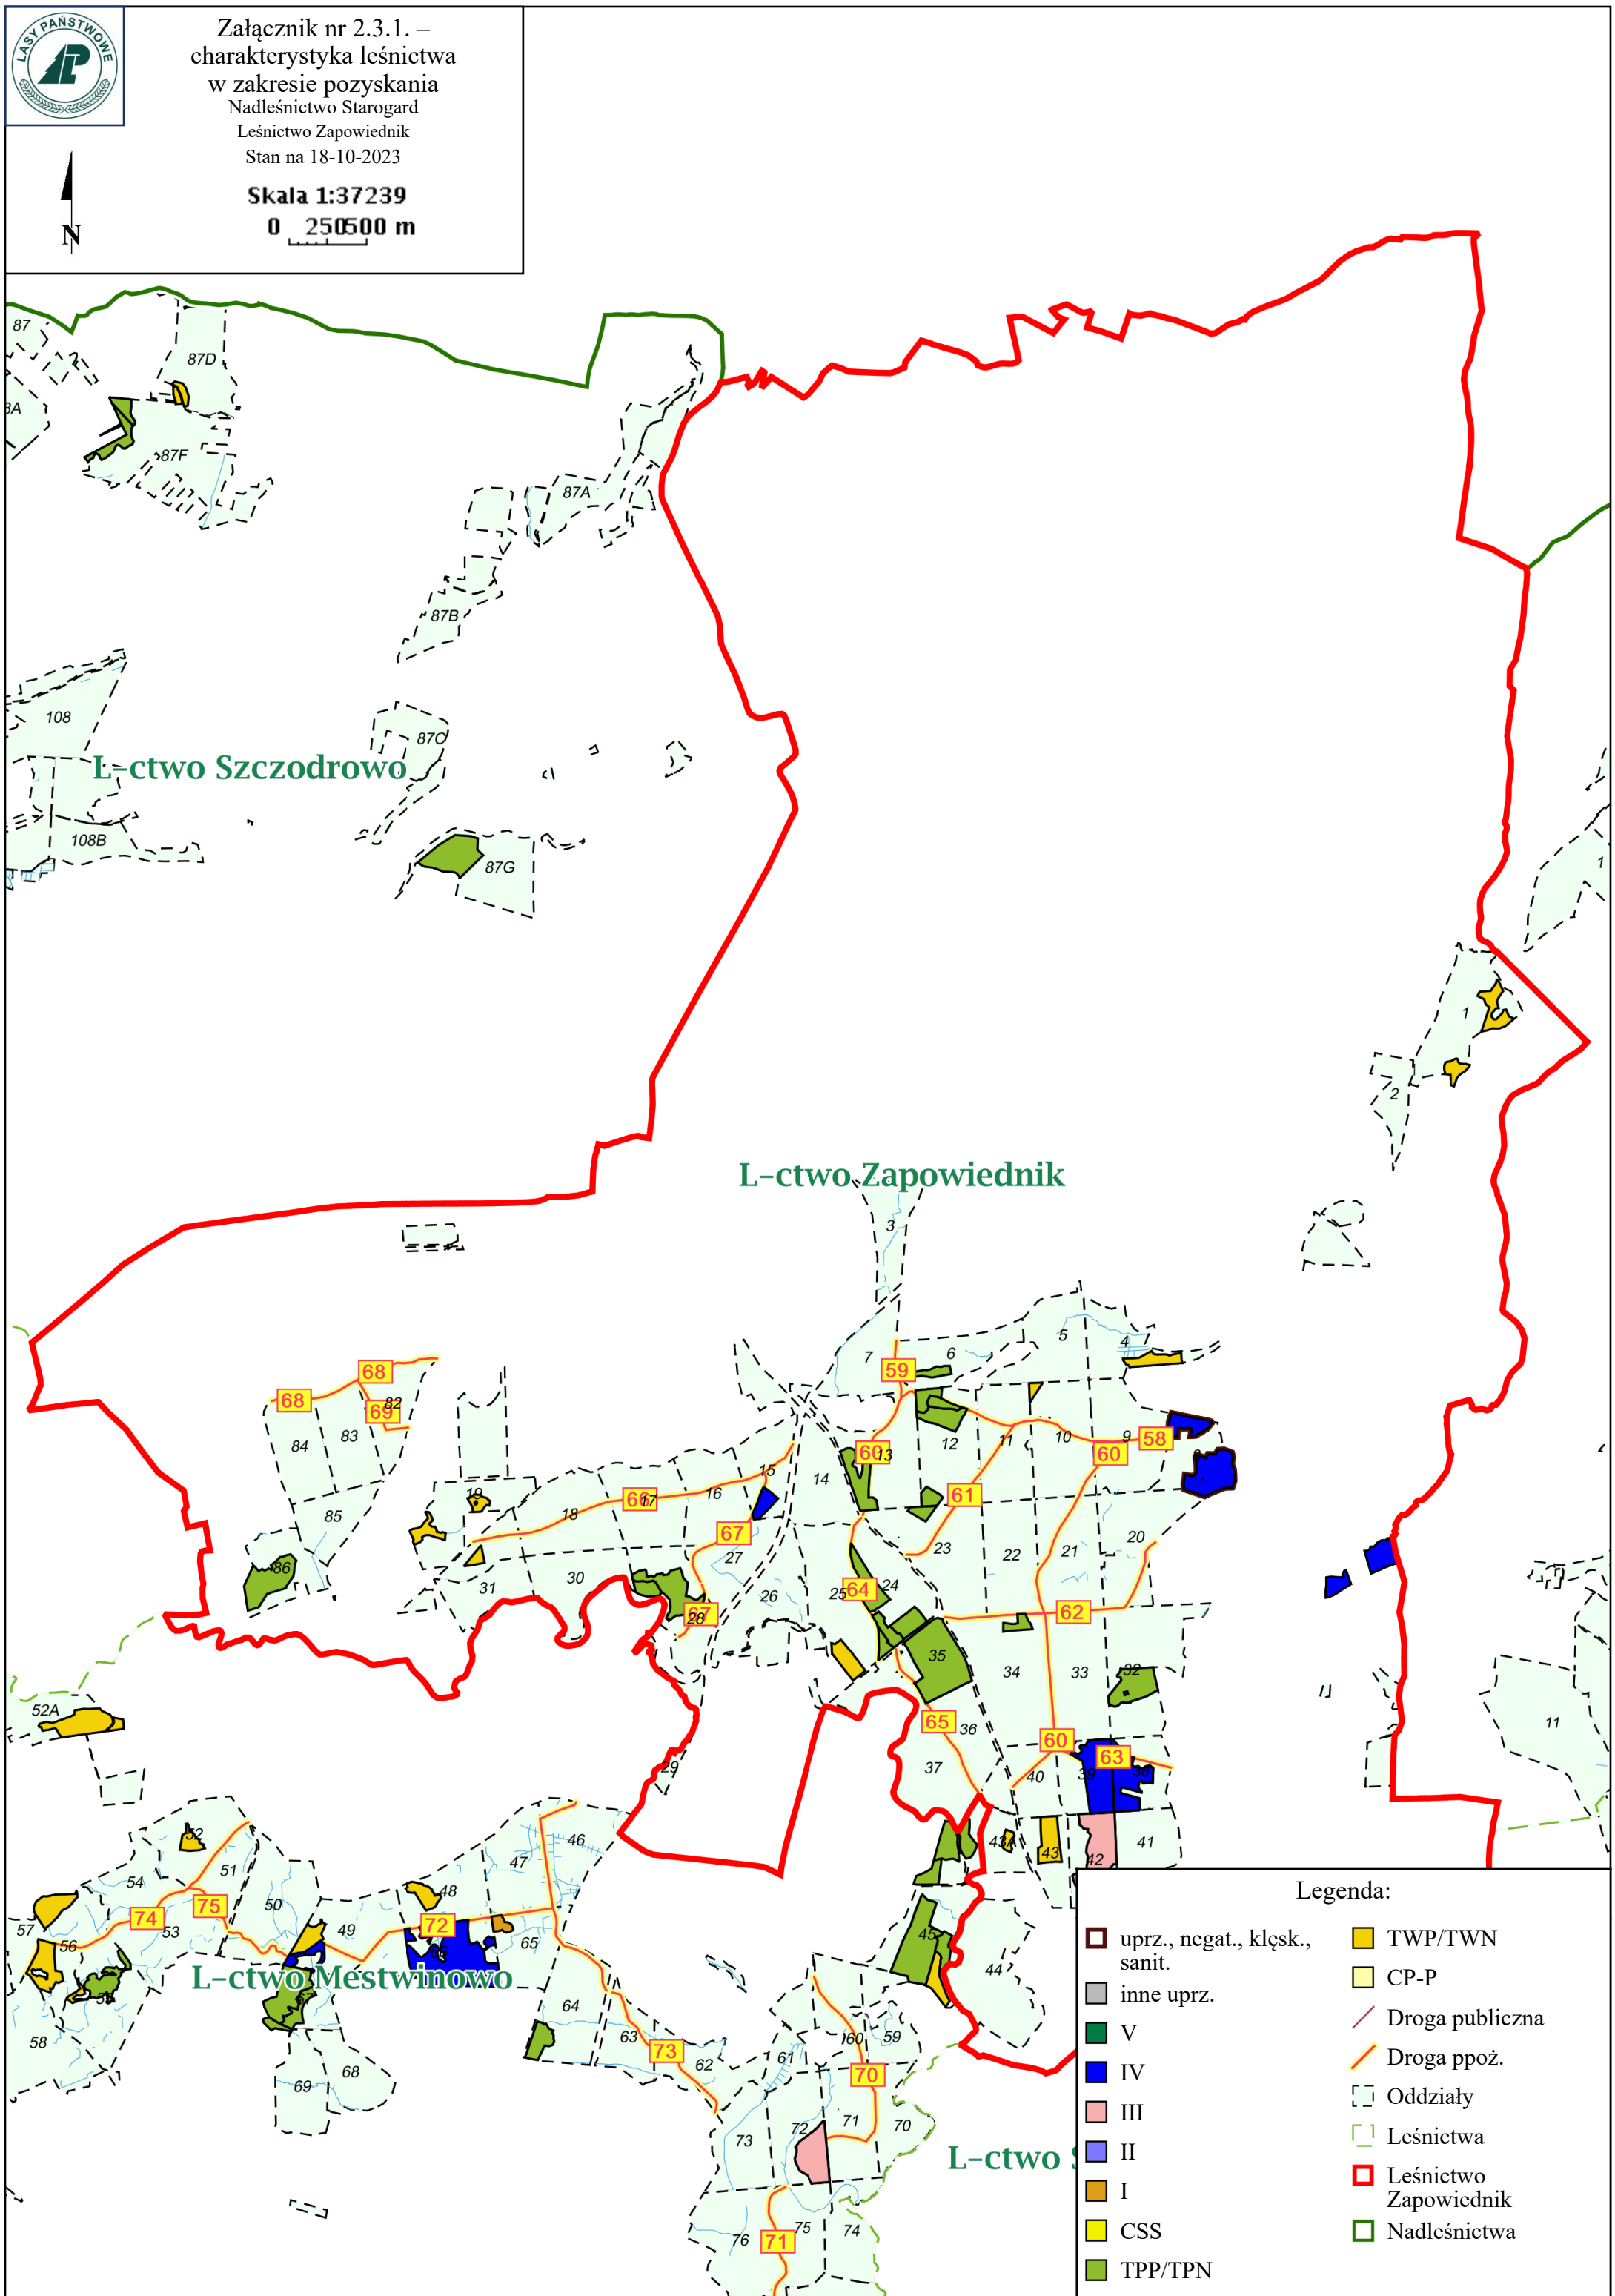 LASY PAŃSTWOWE
Załącznik nr 2.3.1. –
charakterystyka leśnictwa
w zakresie pozyskania
Nadleśnictwo Starogard
Leśnictwo Zapowiednik
Stan na 18-10-2023
Skala 1:37239
0 250 500 m
N
87
87D
87F
87A
87B
108
87C
L-ctwo Szczodrowo
108B
87G
1
1
2
L-ctwo Zapowiednik
3
5
4
7
6
59
68
68
82
69
84
83
12
11
10
9
58
60
13
60
15
14
19
16
61
66
17
18
85
67
23
22
21
20
27
86
31
30
26
25
64
24
62
67
28
35
34
33
32
52A
65
36
60
63
11
29
37
40
39
38
46
52
43A
43
42
41
47
51
54
48
50
75
74
57
53
49
72
56
65
45
44
L-ctwo Mestwinowo
64
58
63
73
62
60
59
61
68
69
70
71
70
72
73
L-ctwo
76
75
74
71
Legenda:
uprz., negat., klęsk.,
sanit.
inne uprz.
V
IV
III
II
I
CSS
TPP/TPN
TWP/TWN
CP-P
Droga publiczna
Droga ppoż.
Oddziały
Leśnictwa
Leśnictwo
Zapowiednik
Nadleśnictwa